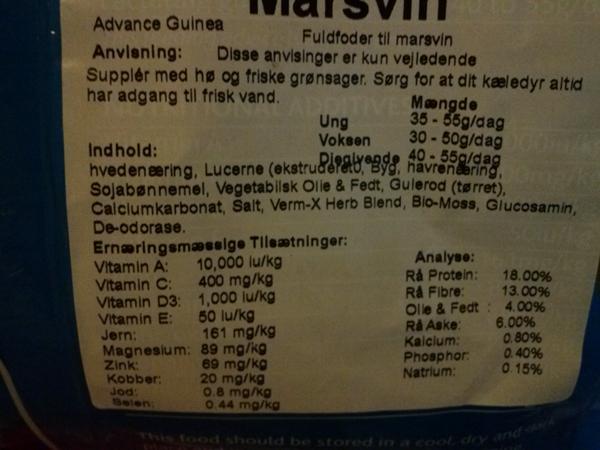 Marsvin
Advance Guinea
Fuldfoder til marsvin
Anvisning: Disse anvisinger er kun vejledende
Supplér med hø og friske grønsager. Sørg for at dit kæledyr altid
har adgang til frisk vand.
Mængde
Ung 35 - 55g/dag
Voksen 30 - 50g/dag
Diegivende 40 - 55g/dag
Indhold:
hvedenæring, Lucerne (ekstruderet), Byg, havrenæring,
Sojabønnemel, Vegetabilsk Olie & Fedt, Gulerod (tørret),
Calciumkarbonat, Salt, Verm-X Herb Blend, Bio-Moss, Glucosamin,
De-odorase.
Ernæringsmæssige Tilsætninger:
Vitamin A: 10,000 iu/kg
Vitamin C: 400 mg/kg
Vitamin D3: 1,000 iu/kg
Vitamin E: 50 iu/kg
Jern: 161 mg/kg
Magnesium: 89 mg/kg
Zink: 69 mg/kg
Kobber: 20 mg/kg
Jod: 0.8 mg/kg
Selen: 0.44 mg/kg
Analyse:
Rå Protein: 18.00%
Rå Fibre: 13.00%
Olie & Fedt : 4.00%
Rå Aske: 6.00%
Kalcium: 0.80%
Phosphor: 0.40%
Natrium: 0.15%
This food should be stored in a cool, dry and dark